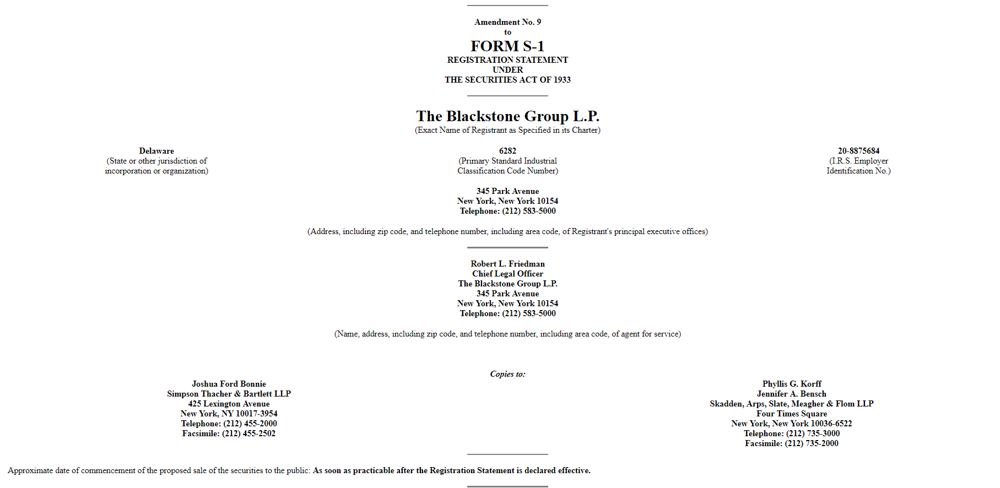 Amendment No. 9
to
FORM S-1
REGISTRATION STATEMENT
UNDER
THE SECURITIES ACT OF 1933
The Blackstone Group L.P.
(Exact Name of Registrant as Specified in its Charter)
Delaware
(State or other jurisdiction of
incorporation or organization)
6282
(Primary Standard Industrial
Classification Code Number)
20-8875684
(I.R.S. Employer
Identification No.)
345 Park Avenue
New York, New York 10154
Telephone: (212) 583-5000
(Address, including zip code, and telephone number, including area code, of Registrant's principal executive offices)
Robert L. Friedman
Chief Legal Officer
The Blackstone Group L.P.
345 Park Avenue
New York, New York 10154
Telephone: (212) 583-5000
(Name, address, including zip code, and telephone number, including area code, of agent for service)
Copies to:
Joshua Ford Bonnie
Simpson Thacher & Bartlett LLP
425 Lexington Avenue
New York, NY 10017-3954
Telephone: (212) 455-2000
Facsimile: (212) 455-2502
Phyllis G. Korff
Jennifer A. Bensch
Skadden, Arps, Slate, Meagher & Flom LLP
Four Times Square
New York, New York 10036-6522
Telephone: (212) 735-3000
Facsimile: (212) 735-2000
Approximate date of commencement of the proposed sale of the securities to the public: As soon as practicable after the Registration Statement is declared effective.